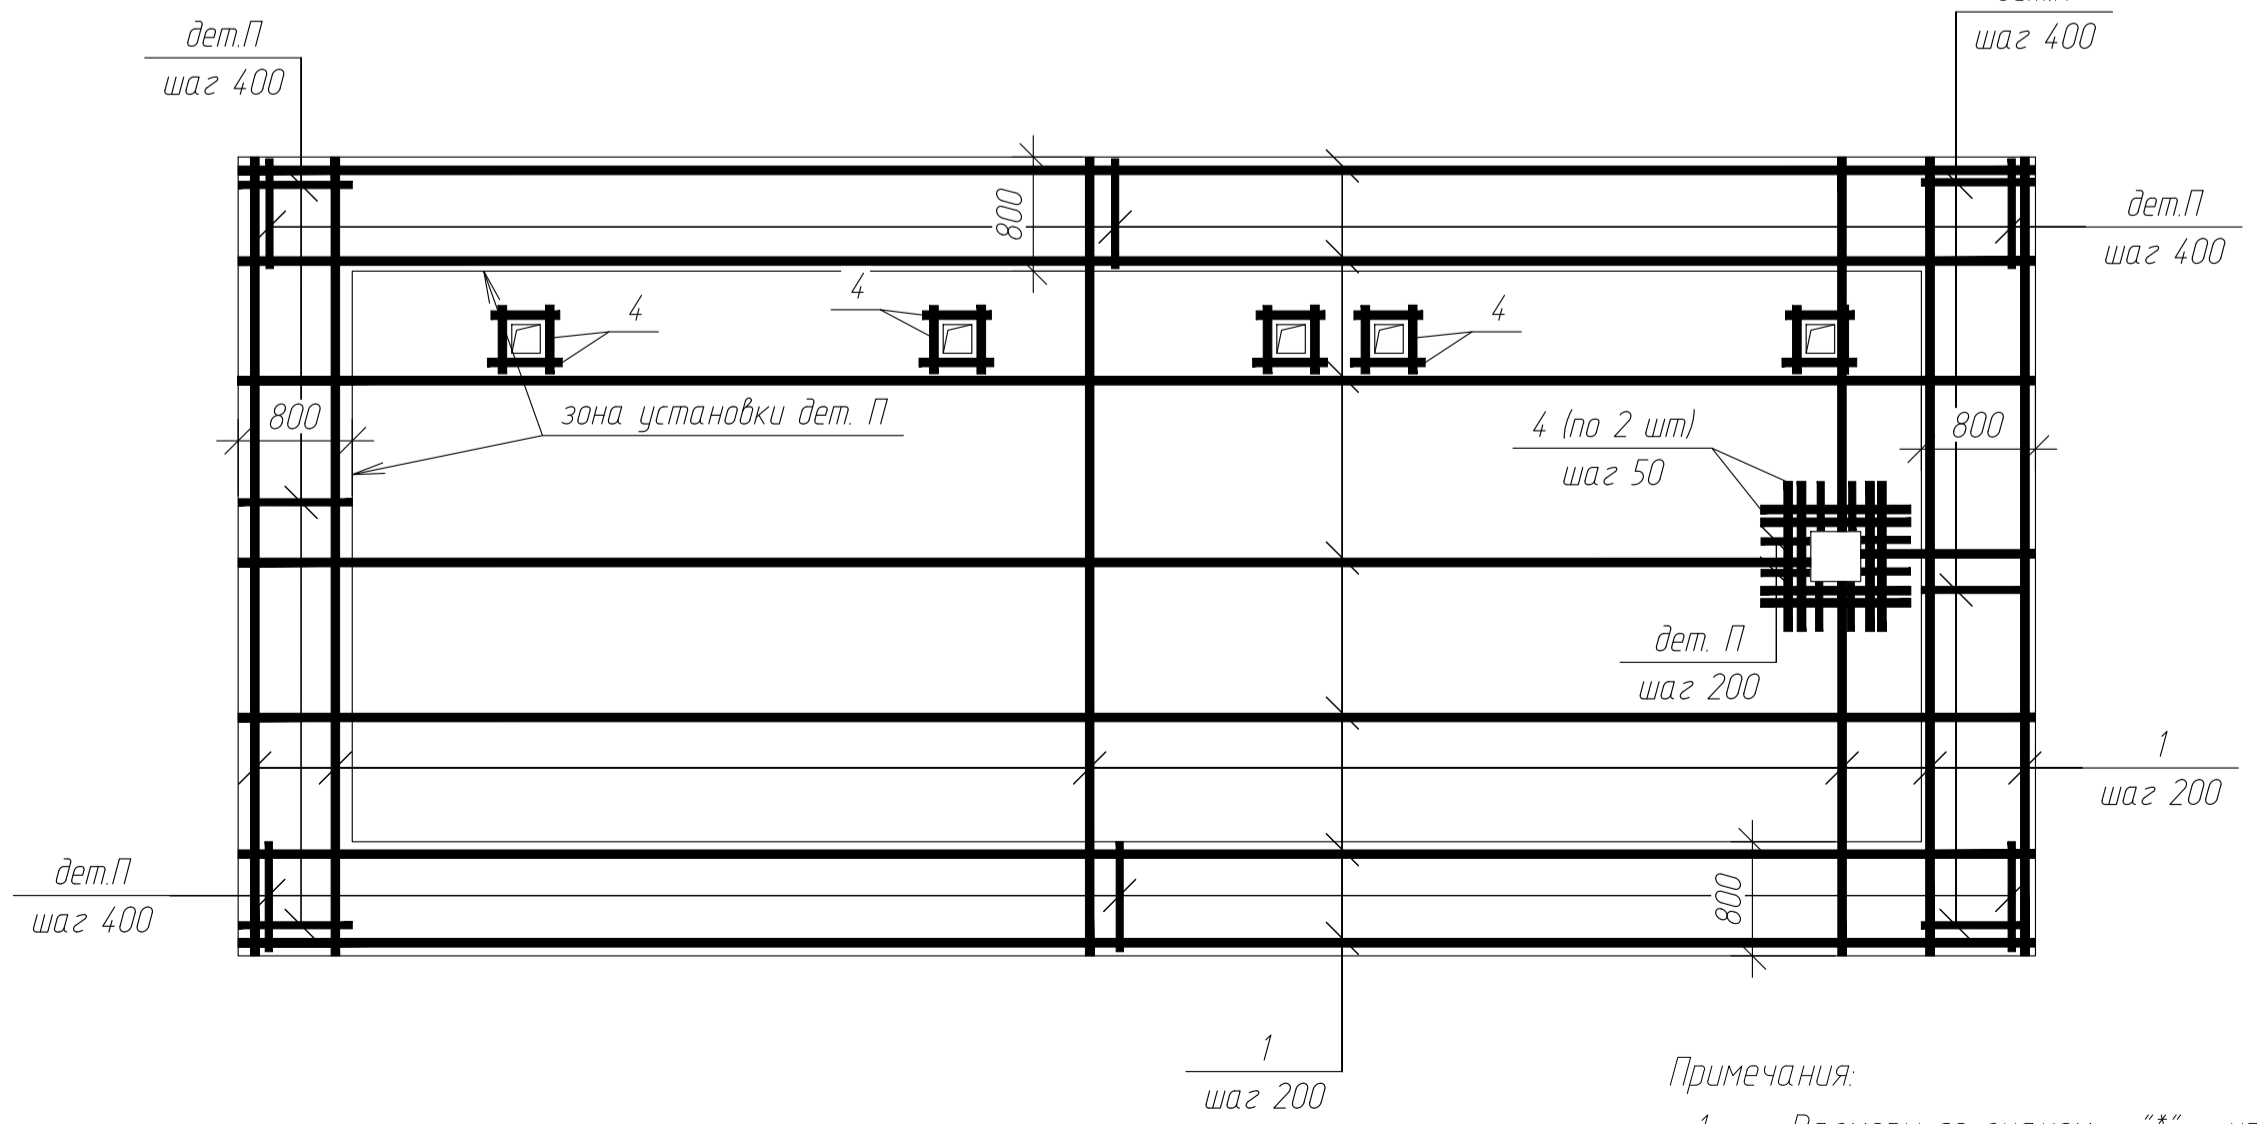 дет.П
шаг 400
шаг 400
дет.П
шаг 400
800
4
4
4
800
зона установки дет. П
4 (по 2 шт)
шаг 50
800
дет. П
шаг 200
1
шаг 200
дет.П
шаг 400
800
1
шаг 200
Примечания: